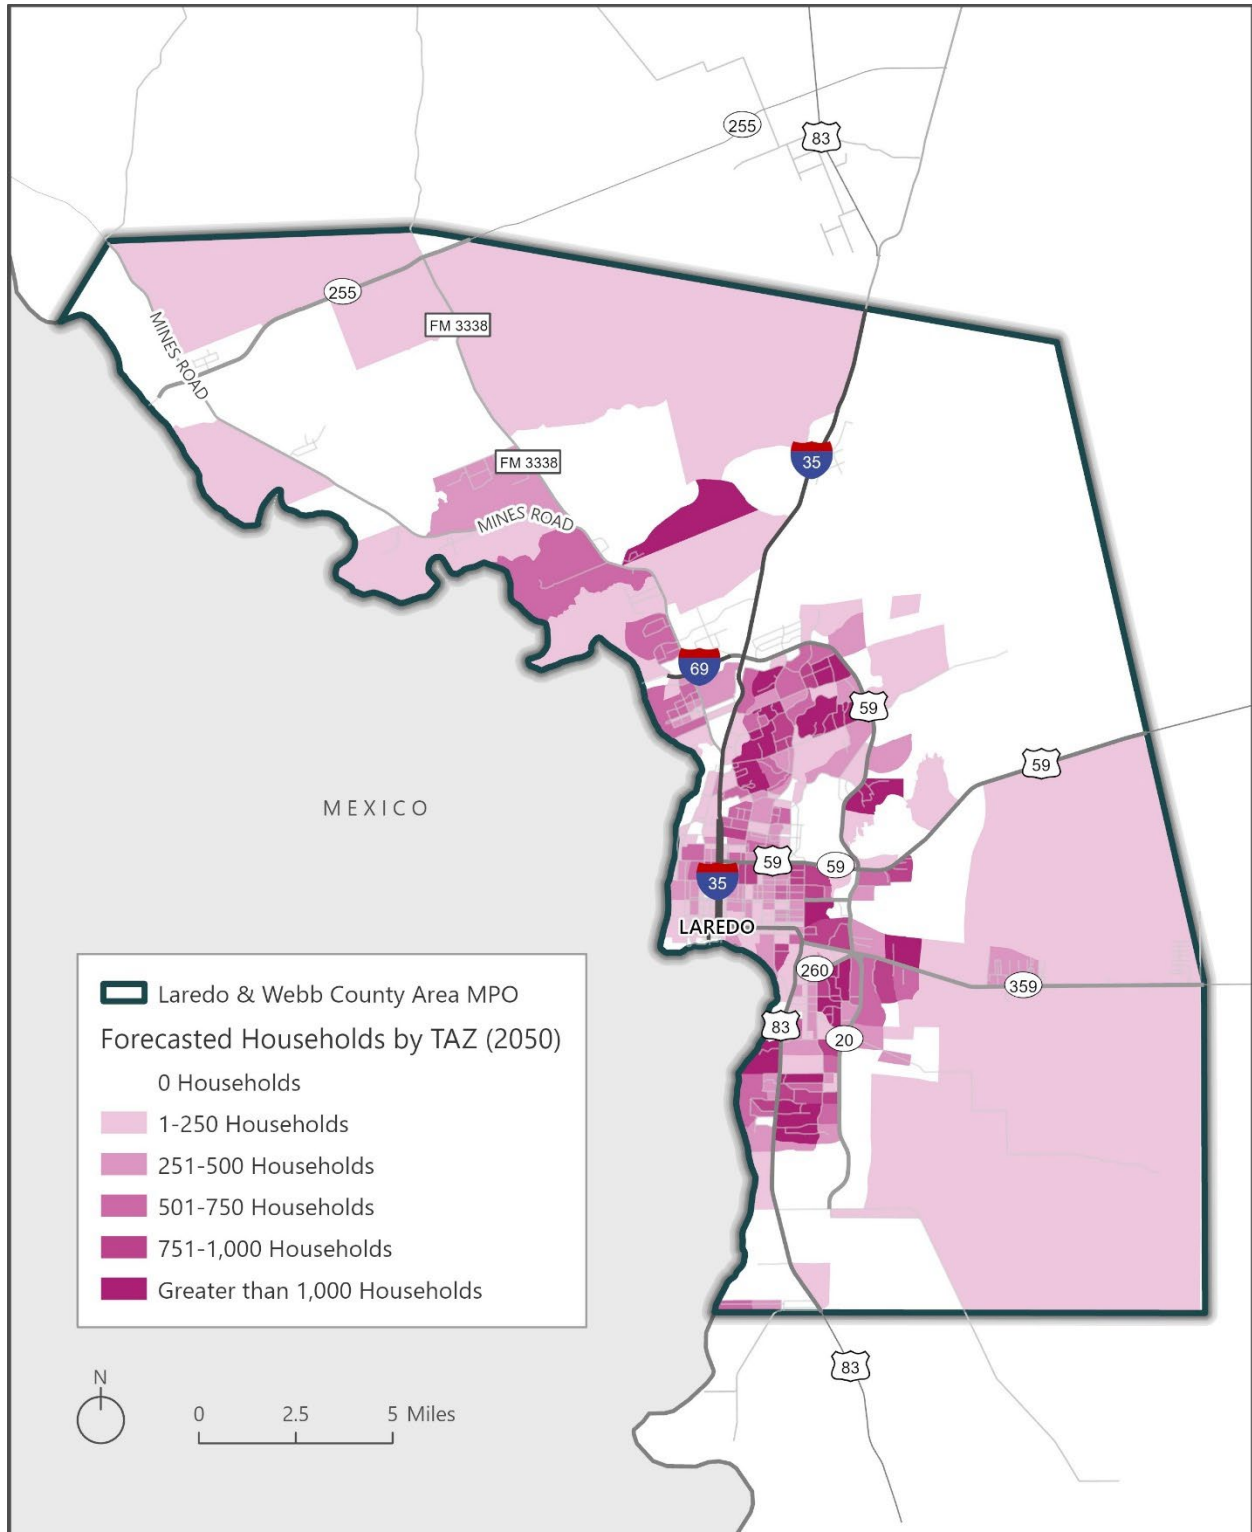 255
83
255
MINES ROAD
FM 3338
FM 3338
35
MINES ROAD
69
59
59
MEXICO
59
59
35
LAREDO
260
359
83
20
Laredo & Webb County Area MPO
Forecasted Households by TAZ (2050)
0 Households
1-250 Households
251-500 Households
501-750 Households
751-1,000 Households
Greater than 1,000 Households
83
N
0 2.5 5 Miles